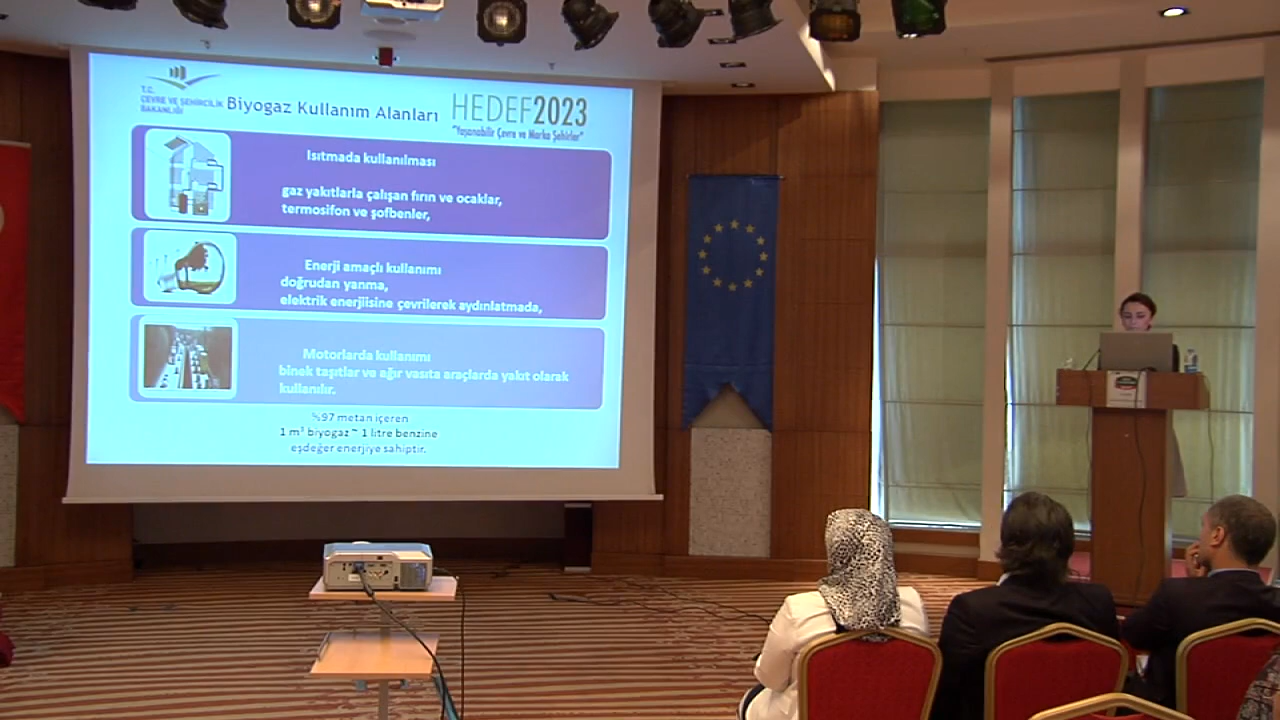 T.C.
ÇEVRE VE ŞEHİRCİLİK
BAKANLIĞI
Biyogaz Kullanım Alanları
HEDEF2023
"Yaşanabilir Çevre ve Marka Şehirler"
Isıtmada kullanılması
gaz yakıtlarla çalışan fırın ve ocaklar,
termosifon ve şofbenler,
Enerji amaçlı kullanımı
doğrudan yanma,
elektrik enerjiisine çevrilerek aydınlatmada,
Motorlarda kullanımı
binek taşıtlar ve ağır vasıta araçlarda yakıt olarak
kullanılır.
%97 metan içeren
1 m³ biyogaz ~ 1 litre benzine
eşdeğer enerjiye sahiptir.